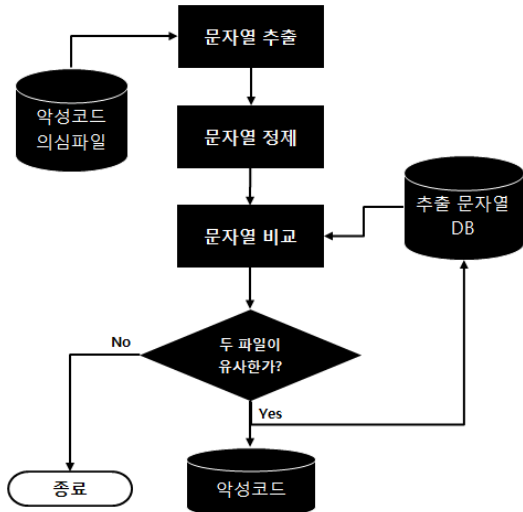 문자열 추출
악성코드
의심파일
문자열 정제
추출 문자열
DB
문자열 비교
두 파일이
유사한가?
No
Yes
종료
악성코드